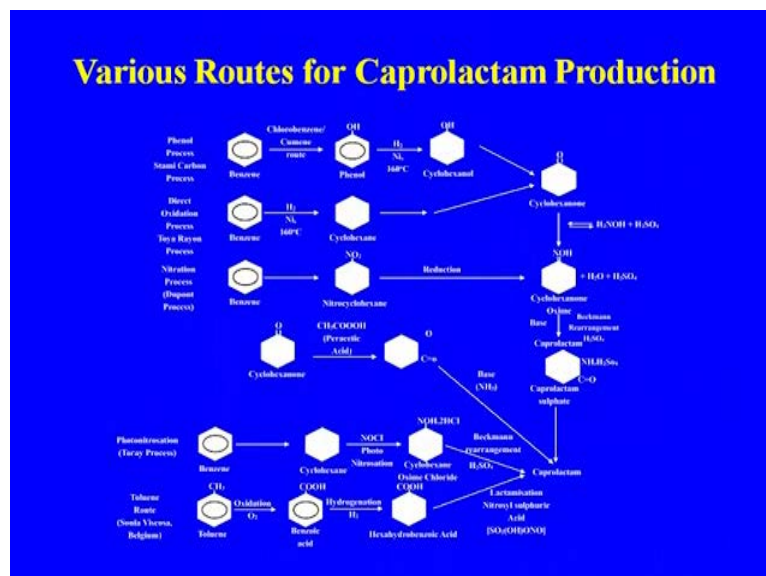 Various Routes for Caprolactam Production
Phenol
Process
Stami Carbon
Process
Benzene
Chlorobenzene/
Cumene
route
OH
Phenol
H₂
Ni,
160°C
OH
Cyclohexanol
O
Cyclohexanone
Direct
Oxidation
Process
Toya Rayon
Process
Benzene
H₂
Ni,
160°C
Cyclohexane
H₂NOH + H₂SO₄
Nitration
Process
(Dupont
Process)
Benzene
NO₂
Nitrocyclohexane
Reduction
NOH
+ H₂O + H₂SO₄
Cyclohexanone
Oxime
Base
Beckmann
Rearrangement
H₂SO₄
Caprolactam
NH.H₂So₄
C=O
Caprolactam
sulphate
O
Cyclohexanone
CH₃COOOH
(Peracetic
Acid)
O
C=o
Base
(NH₃)
Photonitrosation
(Toray Process)
Benzene
Cyclohexane
NOCl
Photo
Nitrosation
NOH.2HCl
Cyclohexane
Oxime Chloride
Beckmann
rearrangement
H₂SO₄
Caprolactam
Toluene
Route
(Sonia Viscosa,
Belgium)
CH₃
Toluene
Oxidation
O₂
COOH
Benzoic
acid
Hydrogenation
H₂
COOH
Hexahydrobenzoic Acid
Lactamisation
Nitrosyl sulphuric
Acid
[SO₂(OH)ONO]